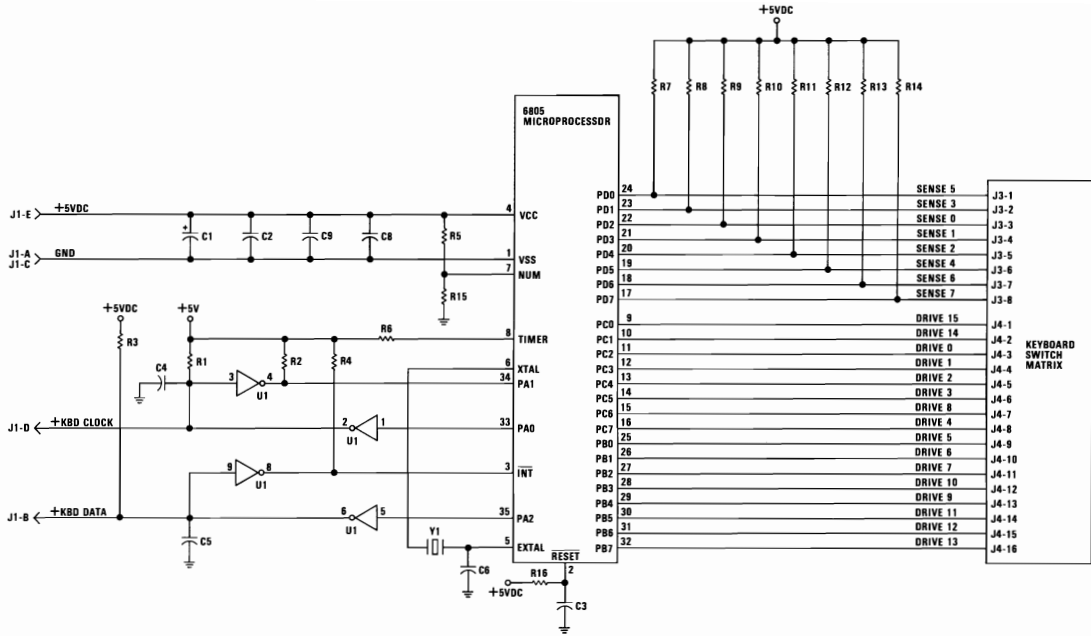 +5VDC
R7 R8 R9 R10 R11 R12 R13 R14
6805
MICROPROCESSDR
PD0 24 SENSE 5 J3-1
PD1 23 SENSE 3 J3-2
PD2 22 SENSE 0 J3-3
PD3 21 SENSE 1 J3-4
PD4 20 SENSE 2 J3-5
PD5 19 SENSE 4 J3-6
PD6 18 SENSE 6 J3-7
PD7 17 SENSE 7 J3-8
PC0 9 DRIVE 15 J4-1
PC1 10 DRIVE 14 J4-2
PC2 11 DRIVE 0 J4-3
PC3 12 DRIVE 1 J4-4
PC4 13 DRIVE 2 J4-5
PC5 14 DRIVE 3 J4-6
PC6 15 DRIVE 8 J4-7
PC7 16 DRIVE 4 J4-8
PB0 25 DRIVE 5 J4-9
PB1 26 DRIVE 6 J4-10
PB2 27 DRIVE 7 J4-11
PB3 28 DRIVE 10 J4-12
PB4 29 DRIVE 9 J4-13
PB5 30 DRIVE 11 J4-14
PB6 31 DRIVE 12 J4-15
PB7 32 DRIVE 13 J4-16
KEYBOARD
SWITCH
MATRIX
J1-E +5VDC 4 VCC
C1 C2 C9 C8 R5
+
J1-A GND 1 VSS
J1-C
7 NUM
R15
+5VDC +5V
R3 R6 8 TIMER
R1 R2 R4
6 XTAL
C4 3 4 34 PA1
U1
J1-D +KBD CLOCK 2 1 33 PA0
U1
9 8 3 INT
U1
J1-B +KBD DATA 6 5 35 PA2
U1
C5 Y1 5 EXTAL
C6
RESET
2
+5VDC R16
C3